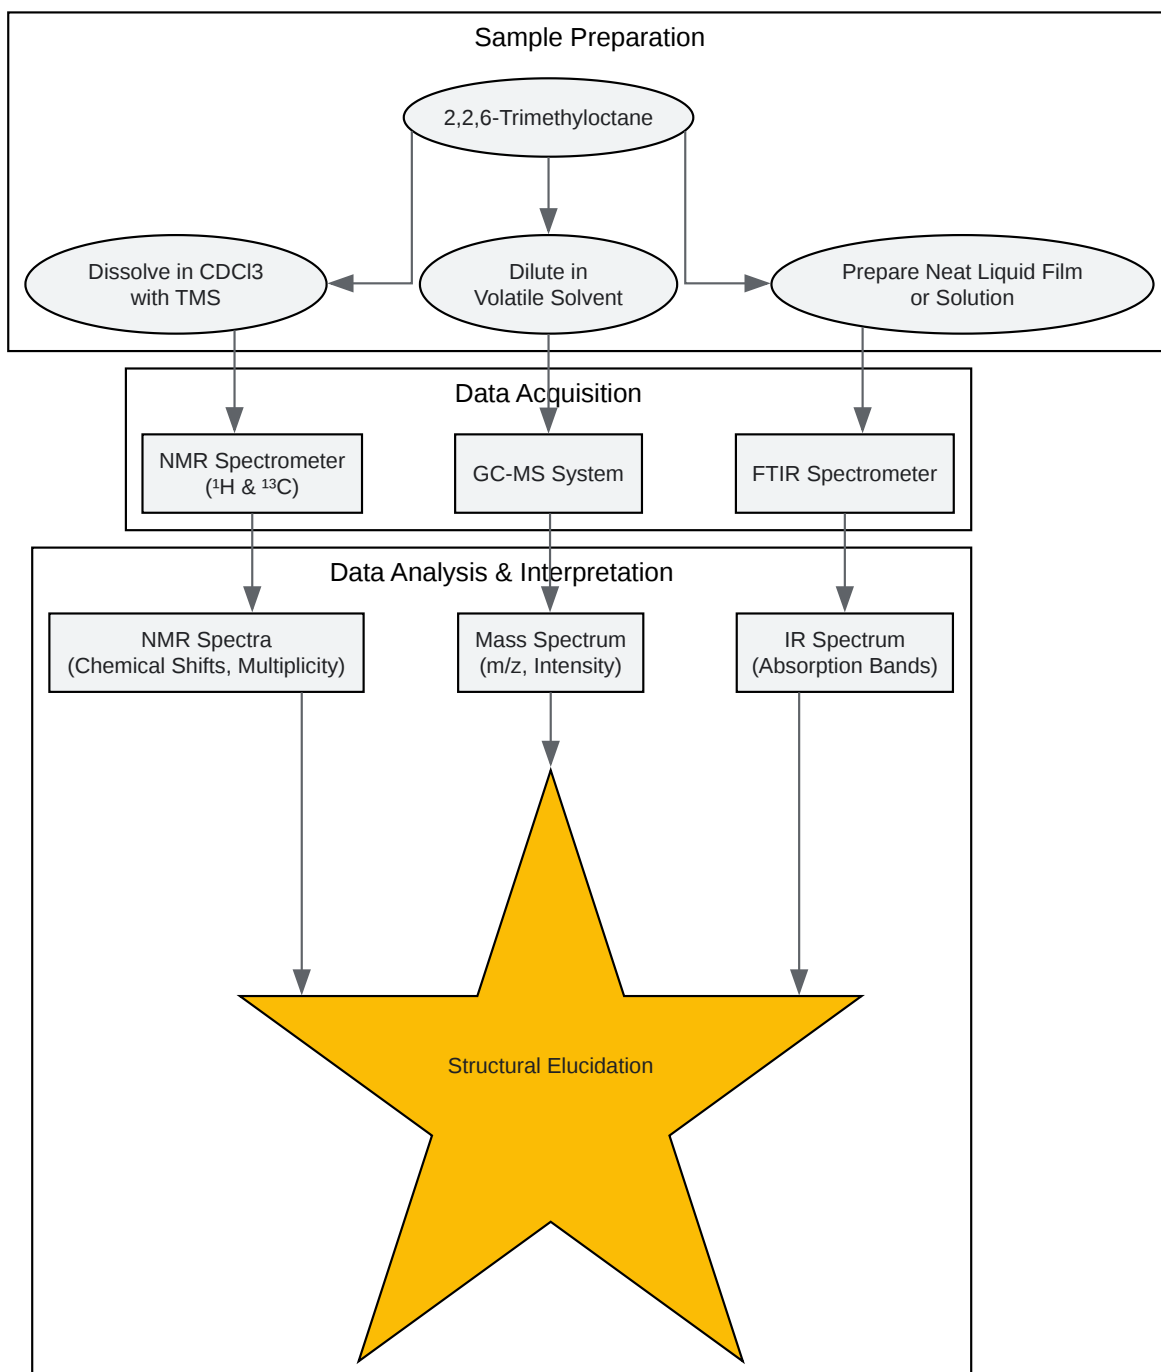 Sample Preparation
2,2,6-Trimethyloctane
Dissolve in CDCl3
with TMS
Dilute in
Volatile Solvent
Prepare Neat Liquid Film
or Solution
Data Acquisition
NMR Spectrometer
(¹H & ¹³C)
GC-MS System
FTIR Spectrometer
Data Analysis & Interpretation
NMR Spectra
(Chemical Shifts, Multiplicity)
Mass Spectrum
(m/z, Intensity)
IR Spectrum
(Absorption Bands)
Structural Elucidation